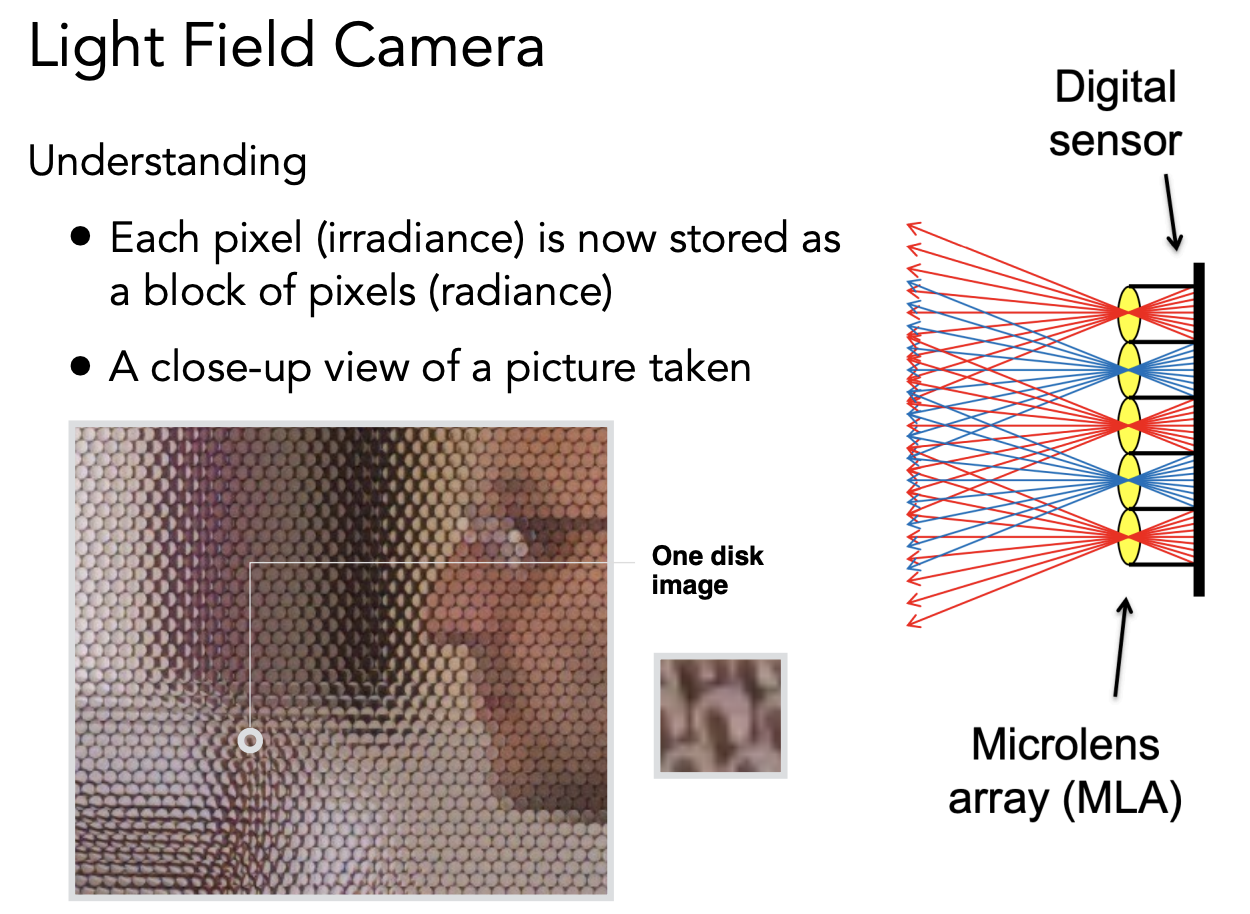 Light Field Camera
Understanding
• Each pixel (irradiance) is now stored as
a block of pixels (radiance)
• A close-up view of a picture taken
One disk
image
Digital
sensor
Microlens
array (MLA)